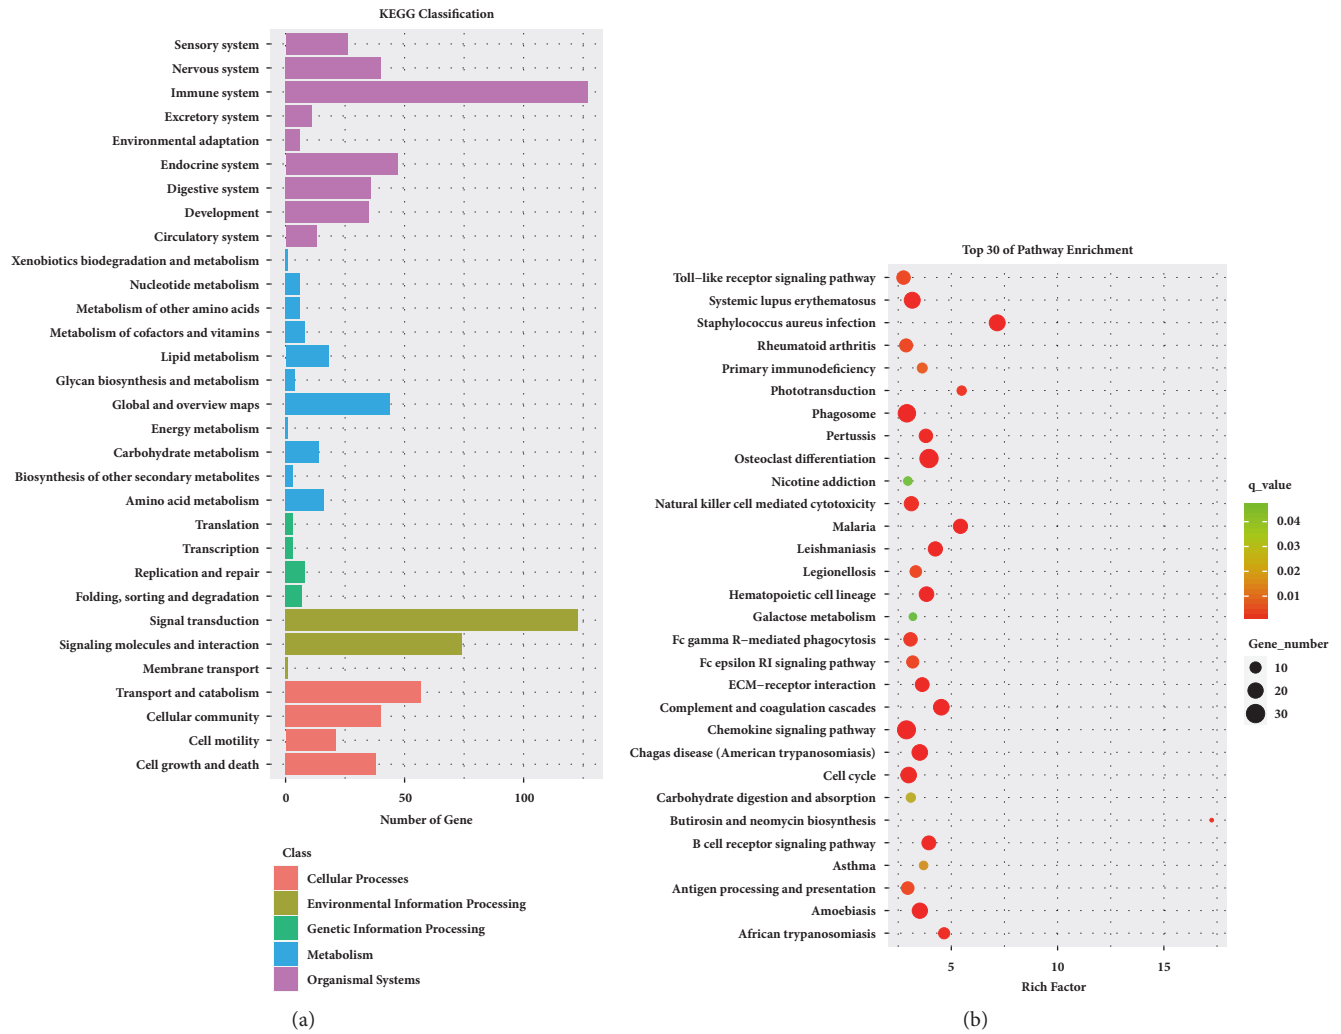 KEGG Classification
Sensory system
Nervous system
Immune system
Excretory system
Environmental adaptation
Endocrine system
Digestive system
Development
Circulatory system
Xenobiotics biodegradation and metabolism
Nucleotide metabolism
Metabolism of other amino acids
Metabolism of cofactors and vitamins
Lipid metabolism
Glycan biosynthesis and metabolism
Global and overview maps
Energy metabolism
Carbohydrate metabolism
Biosynthesis of other secondary metabolites
Amino acid metabolism
Translation
Transcription
Replication and repair
Folding, sorting and degradation
Signal transduction
Signaling molecules and interaction
Membrane transport
Transport and catabolism
Cellular community
Cell motility
Cell growth and death
0 50 100
Number of Gene
Class
Cellular Processes
Environmental Information Processing
Genetic Information Processing
Metabolism
Organismal Systems
(a)
Top 30 of Pathway Enrichment
Toll−like receptor signaling pathway
Systemic lupus erythematosus
Staphylococcus aureus infection
Rheumatoid arthritis
Primary immunodeficiency
Phototransduction
Phagosome
Pertussis
Osteoclast differentiation
Nicotine addiction
Natural killer cell mediated cytotoxicity
Malaria
Leishmaniasis
Legionellosis
Hematopoietic cell lineage
Galactose metabolism
Fc gamma R−mediated phagocytosis
Fc epsilon RI signaling pathway
ECM−receptor interaction
Complement and coagulation cascades
Chemokine signaling pathway
Chagas disease (American trypanosomiasis)
Cell cycle
Carbohydrate digestion and absorption
Butirosin and neomycin biosynthesis
B cell receptor signaling pathway
Asthma
Antigen processing and presentation
Amoebiasis
African trypanosomiasis
5 10 15
Rich Factor
q_value
0.04
0.03
0.02
0.01
Gene_number
10
20
30
(b)